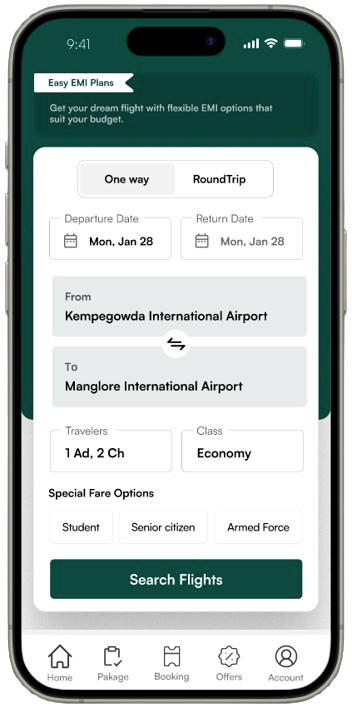 9:41
Easy EMI Plans
Get your dream flight with flexible EMI options that
suit your budget.
One way RoundTrip
Departure Date Return Date
Mon, Jan 28 Mon, Jan 28
From
Kempegowda International Airport
To
Manglore International Airport
Travelers Class
1 Ad, 2 Ch Economy
Special Fare Options
Student Senior citizen Armed Force
Search Flights
Home Pakage Booking Offers Account